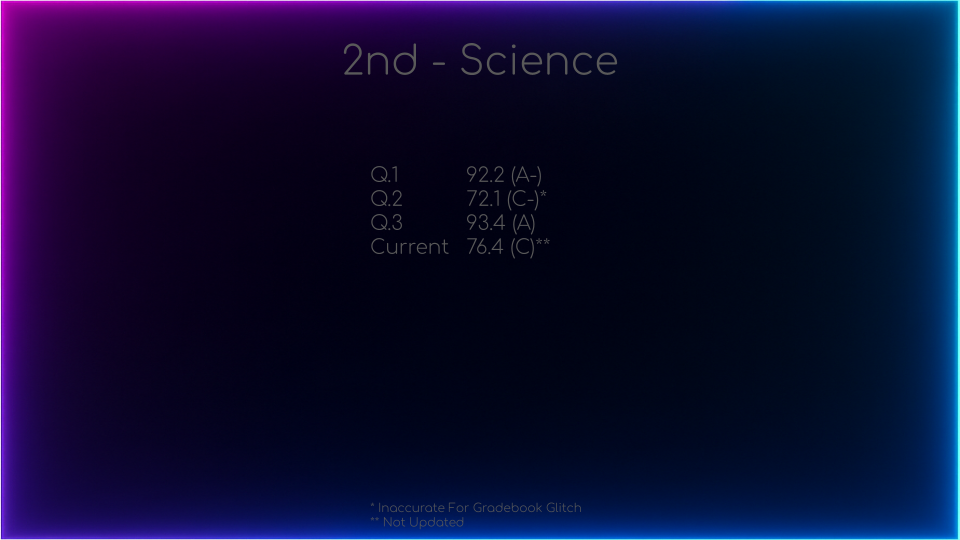 2nd - Science
Q.1 92.2 (A-)
Q.2 72.1 (C-)*
Q.3 93.4 (A)
Current 76.4 (C)**
* Inaccurate For Gradebook Glitch
** Not Updated